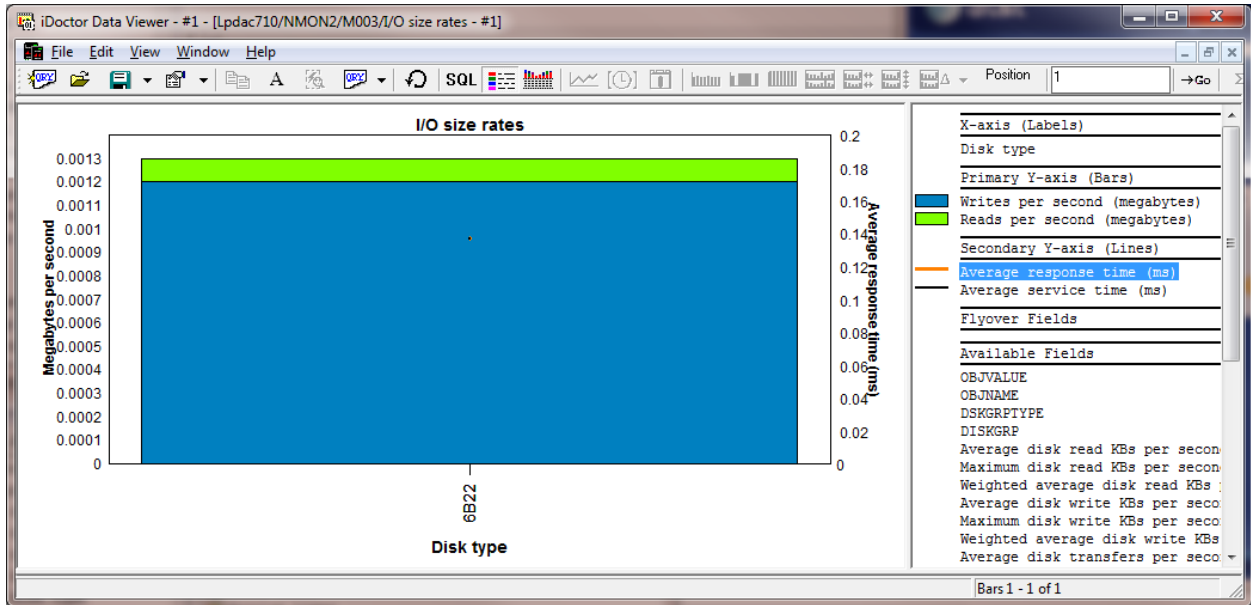 iDoctor Data Viewer - #1 - [Lpdac710/NMON2/M003/I/O size rates - #1]
File Edit View Window Help
QRY A QRY SQL Position 1 →Go Σ
I/O size rates
Megabytes per second
0.0013
0.0012
0.0011
0.001
0.0009
0.0008
0.0007
0.0006
0.0005
0.0004
0.0003
0.0002
0.0001
0
0.2
0.18
0.16
0.14
0.12
0.1
0.08
0.06
0.04
0.02
0
Average response time (ms)
6B22
Disk type
X-axis (Labels)
Disk type
Primary Y-axis (Bars)
Writes per second (megabytes)
Reads per second (megabytes)
Secondary Y-axis (Lines)
Average response time (ms)
Average service time (ms)
Flyover Fields
Available Fields
OBJVALUE
OBJNAME
DSKGRPTYPE
DISKGRP
Average disk read KBs per secon
Maximum disk read KBs per secon
Weighted average disk read KBs
Average disk write KBs per seco
Maximum disk write KBs per seco
Weighted average disk write KBs
Average disk transfers per seco
Bars 1 - 1 of 1